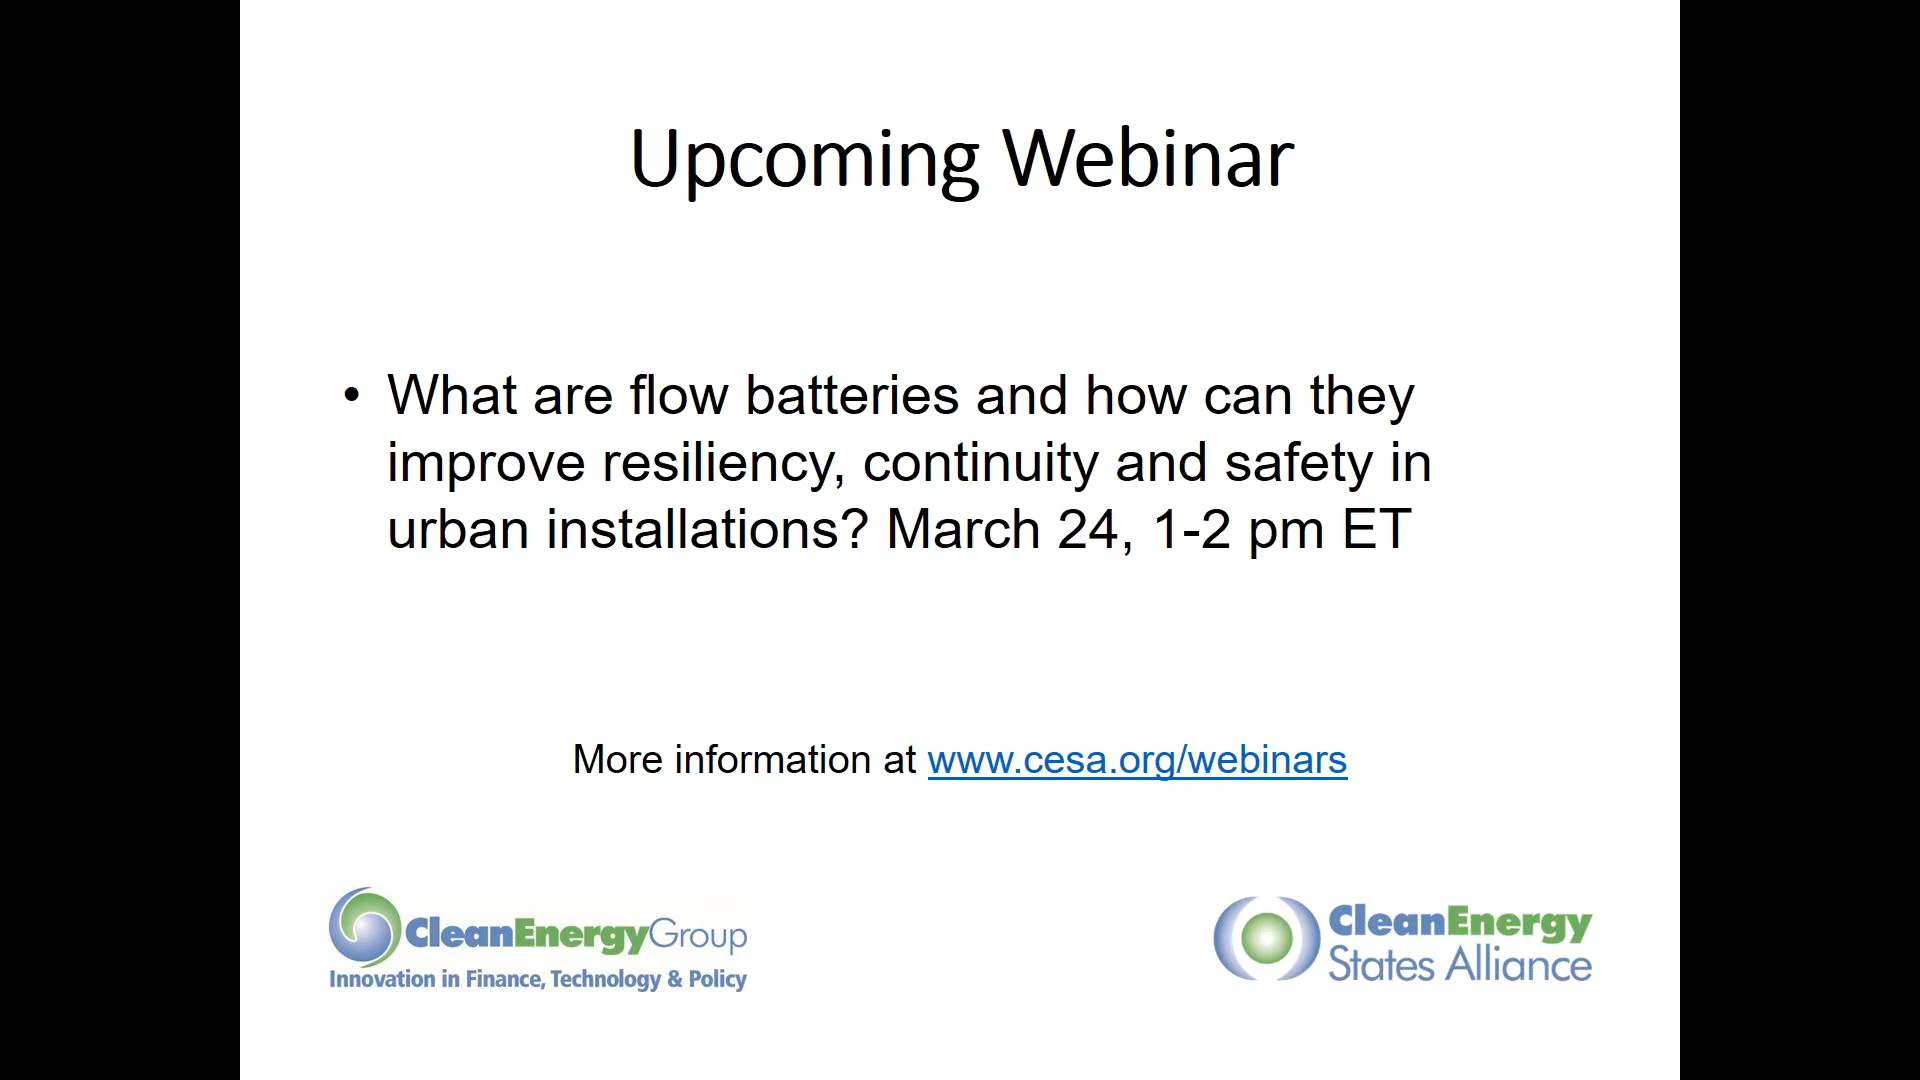 Upcoming Webinar
• What are flow batteries and how can they
improve resiliency, continuity and safety in
urban installations? March 24, 1-2 pm ET
More information at www.cesa.org/webinars
CleanEnergyGroup
Innovation in Finance, Technology & Policy
CleanEnergy
States Alliance